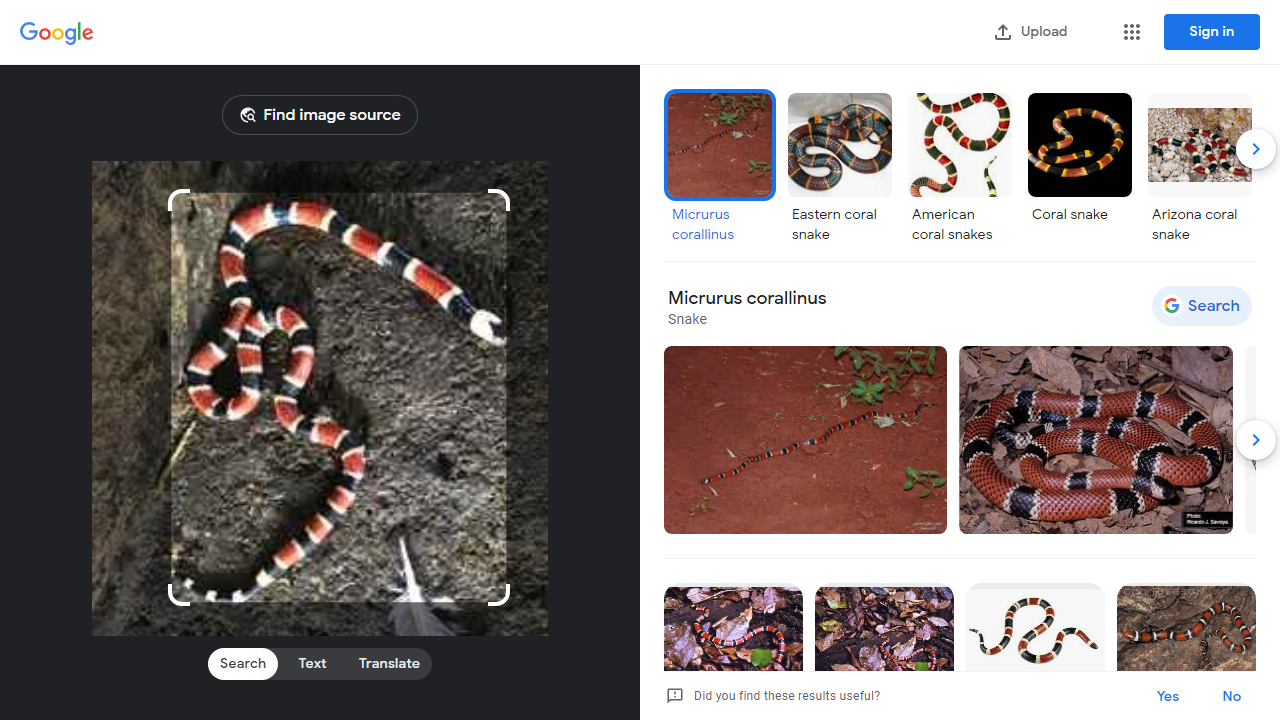 Google
Upload
Sign in
Find image source
Search
Text
Translate
Micrurus
corallinus
Eastern coral
snake
American
coral snakes
Coral snake
Arizona coral
snake
Micrurus corallinus
Snake
Search
Photo:
Ricardo J. Sawaya
Did you find these results useful?
Yes
No